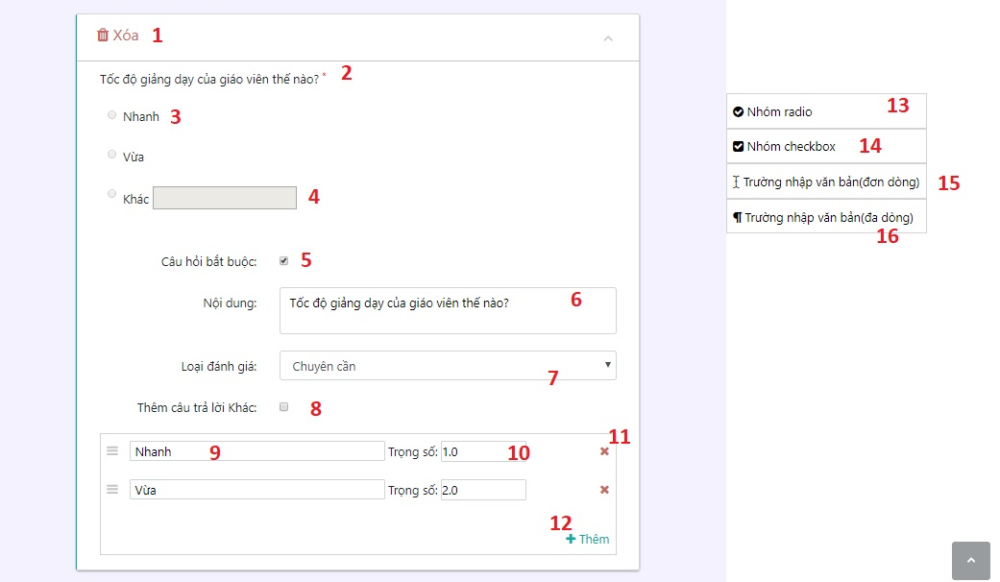 Xóa 1
Tốc độ giảng dạy của giáo viên thế nào? * 2
Nhanh 3
Vừa
Khác 4
Câu hỏi bắt buộc: 5
Nội dung: Tốc độ giảng dạy của giáo viên thế nào? 6
Loại đánh giá: Chuyên cần 7
Thêm câu trả lời Khác: 8
Nhanh 9 Trọng số: 1.0 10 11
Vừa Trọng số: 2.0
12
Thêm
Nhóm radio 13
Nhóm checkbox 14
Trường nhập văn bản(đơn dòng) 15
Trường nhập văn bản(đa dòng)
16